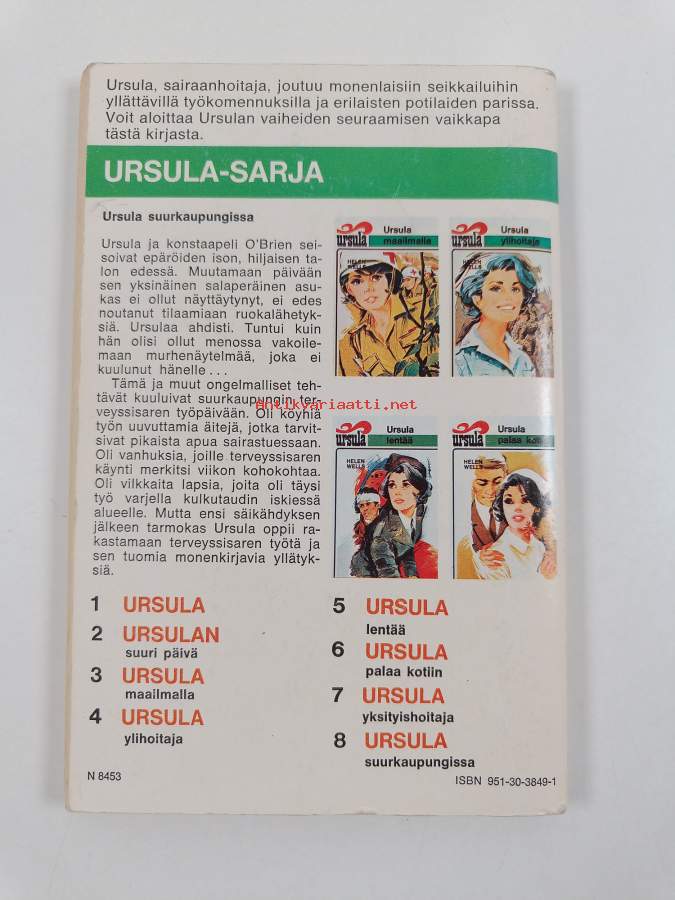 Ursula, sairaanhoitaja, joutuu monenlaisiin seikkailuihin
yllättävillä työkomennuksilla ja erilaisten potilaiden parissa.
Voit aloittaa Ursulan vaiheiden seuraamisen vaikkapa
tästä kirjasta.
URSULA-SARJA
Ursula suurkaupungissa
Ursula ja konstaapeli O'Brien sei-
soivat epäröiden ison, hiljaisen ta-
lon edessä. Muutamaan päivään
sen yksinäinen salaperäinen asu-
kas ei ollut näyttäytynyt, ei edes
noutanut tilaamiaan ruokalähetyk-
siä. Ursulaa ahdisti. Tuntui kuin
hän olisi ollut menossa vakoile-
maan murhenäytelmää, joka ei
kuulunut hänelle...
Tämä ja muut ongelmalliset teh-
tävät kuuluivat suurkaupungin ter-
veyssisaren työpäivään. Oli köyhiä
työn uuvuttamia äitejä, jotka tarvit-
sivat pikaista apua sairastuessaan.
Oli vanhuksia, joille terveyssisaren
käynti merkitsi viikon kohokohtaa.
Oli vilkkaita lapsia, joita oli täysi
työ varjella kulkutaudin iskiessä
alueelle. Mutta ensi säikähdyksen
jälkeen tarmokas Ursula oppii ra-
kastamaan terveyssisaren työtä ja
sen tuomia monenkirjavia yllätyk-
siä.
ursula
Ursula
maailmalla
HELEN
WELLS
ursula
Ursula
ylihoitaja
HELEN
WELLS
antikvariaatti.net
ursula
Ursula
lentää
HELEN
WELLS
ursula
Ursula
palaa koti
HELEN
WELLS
1 URSULA
2 URSULAN
suuri päivä
3 URSULA
maailmalla
4 URSULA
ylihoitaja
5 URSULA
lentää
6 URSULA
palaa kotiin
7 URSULA
yksityishoitaja
8 URSULA
suurkaupungissa
N 8453
ISBN 951-30-3849-1